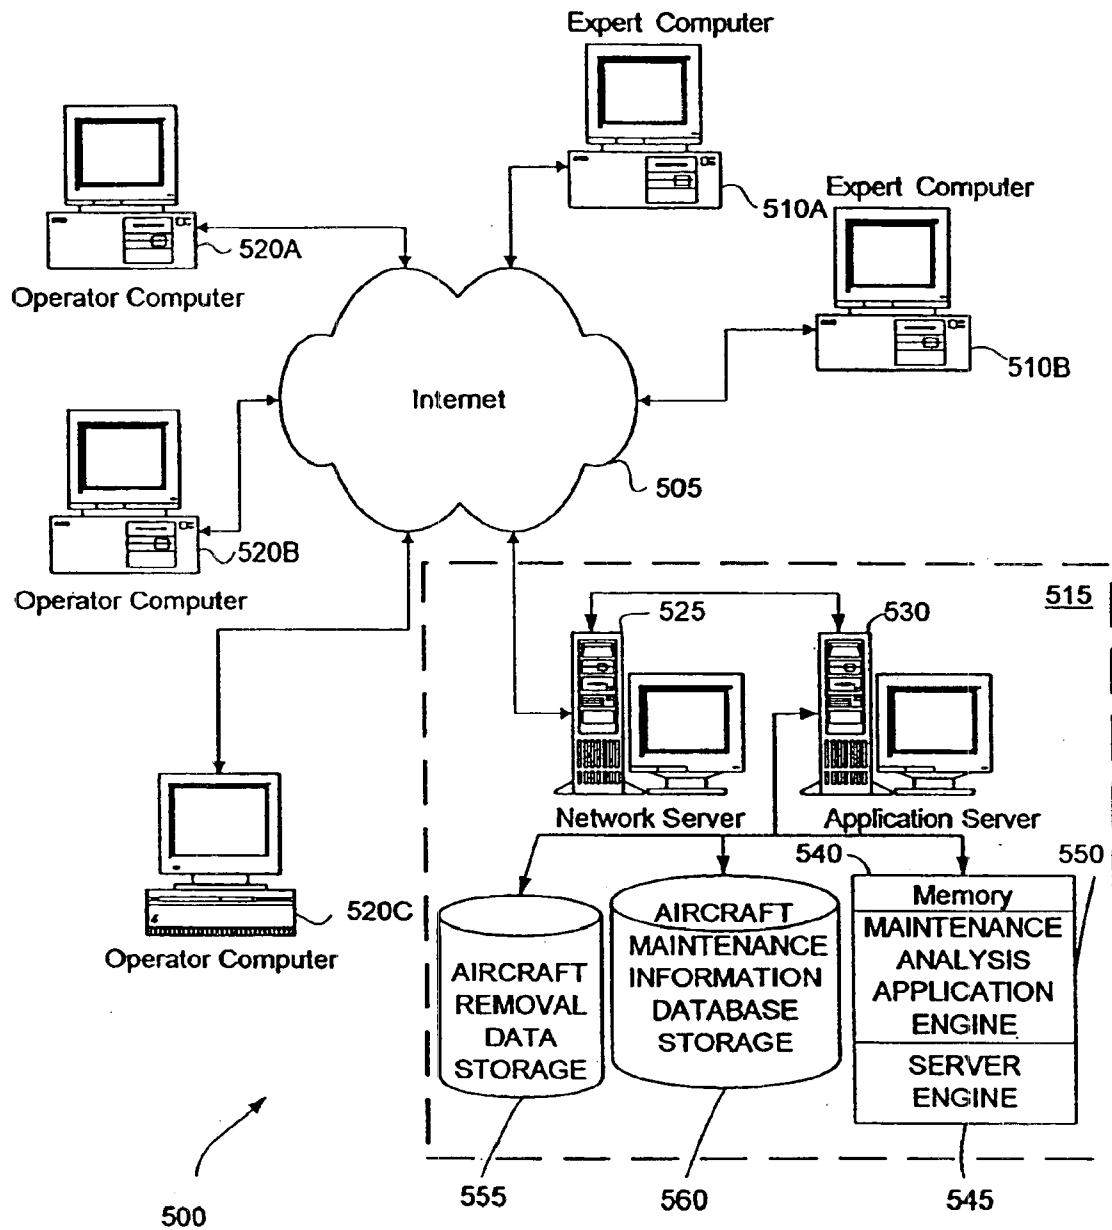 Expert Computer
510A
Expert Computer
510B
520A
Operator Computer
Internet
505
520B
Operator Computer
515
525
530
Network Server
Application Server
520C
Operator Computer
540
550
AIRCRAFT
REMOVAL
DATA
STORAGE
AIRCRAFT
MAINTENANCE
INFORMATION
DATABASE
STORAGE
Memory
MAINTENANCE
ANALYSIS
APPLICATION
ENGINE
SERVER
ENGINE
500
555
560
545